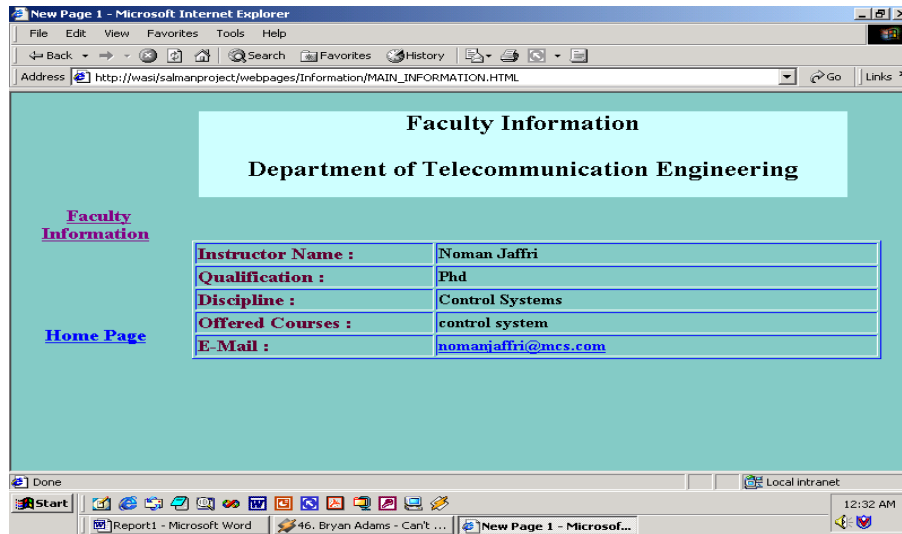 New Page 1 - Microsoft Internet Explorer
File Edit View Favorites Tools Help
Back Search Favorites History
Address http://wasi/salmanproject/webpages/Information/MAIN_INFORMATION.HTML Go Links
Faculty Information
Department of Telecommunication Engineering
Faculty
Information
Home Page
Instructor Name : Noman Jaffri
Qualification : Phd
Discipline : Control Systems
Offered Courses : control system
E-Mail : nomanjaffri@mcs.com
Done Local intranet
Start 12:32 AM
Report1 - Microsoft Word 46. Bryan Adams - Can't ... New Page 1 - Microsof...